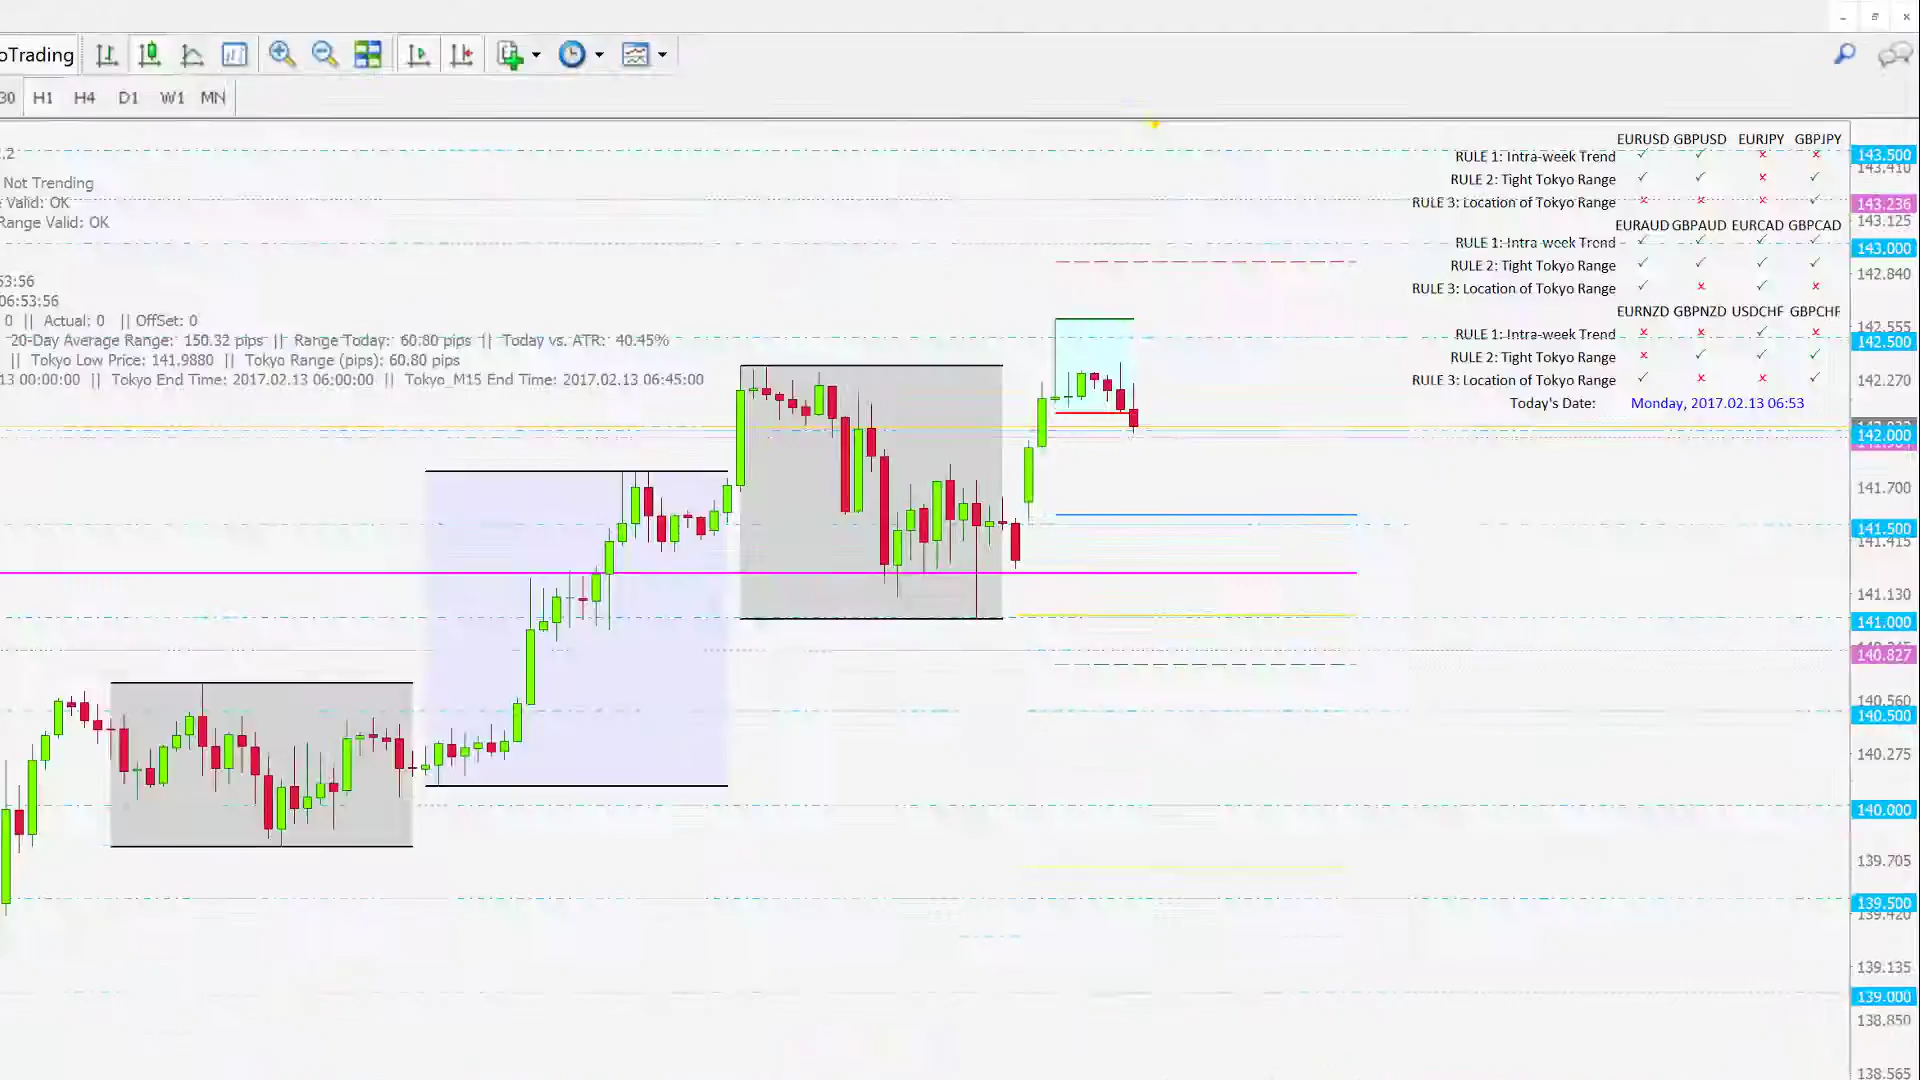 oTrading
30 H1 H4 D1 W1 MN
.2
Not Trending
Valid: OK
Range Valid: OK
53:56
06:53:56
0 || Actual: 0 || OffSet: 0
20-Day Average Range: 150.32 pips || Range Today: 60.80 pips || Today vs. ATR: 40.45%
|| Tokyo Low Price: 141.9880 || Tokyo Range (pips): 60.80 pips
13 00:00:00 || Tokyo End Time: 2017.02.13 06:00:00 || Tokyo_M15 End Time: 2017.02.13 06:45:00
EURUSD GBPUSD EURJPY GBPJPY
RULE 1: Intra-week Trend ✓ ✓ × ×
RULE 2: Tight Tokyo Range ✓ ✓ × ✓
RULE 3: Location of Tokyo Range × × × ✓
EURAUD GBPAUD EURCAD GBPCAD
RULE 1: Intra-week Trend ✓ ✓ ✓ ✓
RULE 2: Tight Tokyo Range ✓ ✓ ✓ ✓
RULE 3: Location of Tokyo Range ✓ × ✓ ×
EURNZD GBPNZD USDCHF GBPCHF
RULE 1: Intra-week Trend × × ✓ ×
RULE 2: Tight Tokyo Range × ✓ ✓ ✓
RULE 3: Location of Tokyo Range ✓ × × ✓
Today's Date: Monday, 2017.02.13 06:53
143.500
143.410
143.236
143.125
143.000
142.840
142.555
142.500
142.270
142.000
141.700
141.500
141.415
141.130
141.000
140.827
140.560
140.500
140.275
140.000
139.705
139.500
139.420
139.135
139.000
138.850
138.565